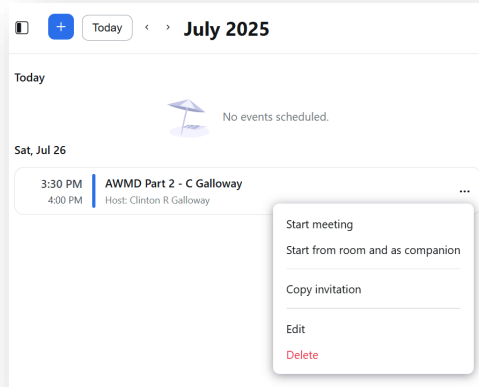 + Today ‹ › July 2025
Today
No events scheduled.
Sat, Jul 26
3:30 PM AWMD Part 2 - C Galloway ...
4:00 PM Host: Clinton R Galloway
Start meeting
Start from room and as companion
Copy invitation
Edit
Delete